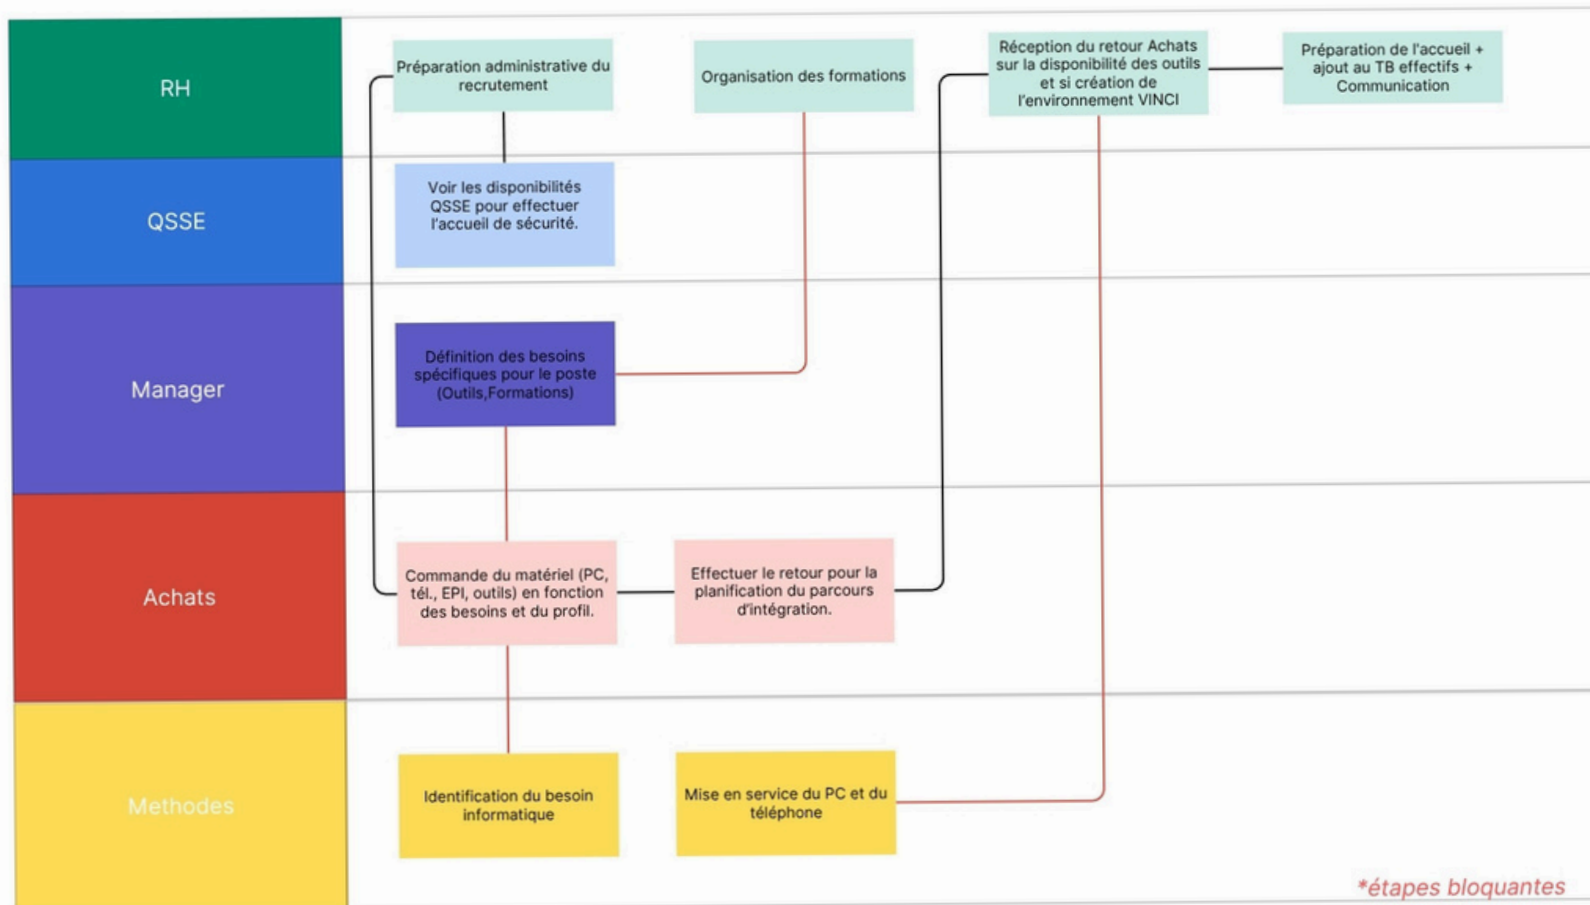 RH
Préparation administrative du
recrutement
Organisation des formations
Réception du retour Achats
sur la disponibilité des outils
et si création de
l'environnement VINCI
Préparation de l'accueil +
ajout au TB effectifs +
Communication
QSSE
Voir les disponibilités
QSSE pour effectuer
l'accueil de sécurité.
Manager
Définition des besoins
spécifiques pour le poste
(Outils,Formations)
Achats
Commande du matériel (PC,
tél., EPI, outils) en fonction
des besoins et du profil.
Effectuer le retour pour la
planification du parcours
d'intégration.
Methodes
Identification du besoin
informatique
Mise en service du PC et du
téléphone
*étapes bloquantes